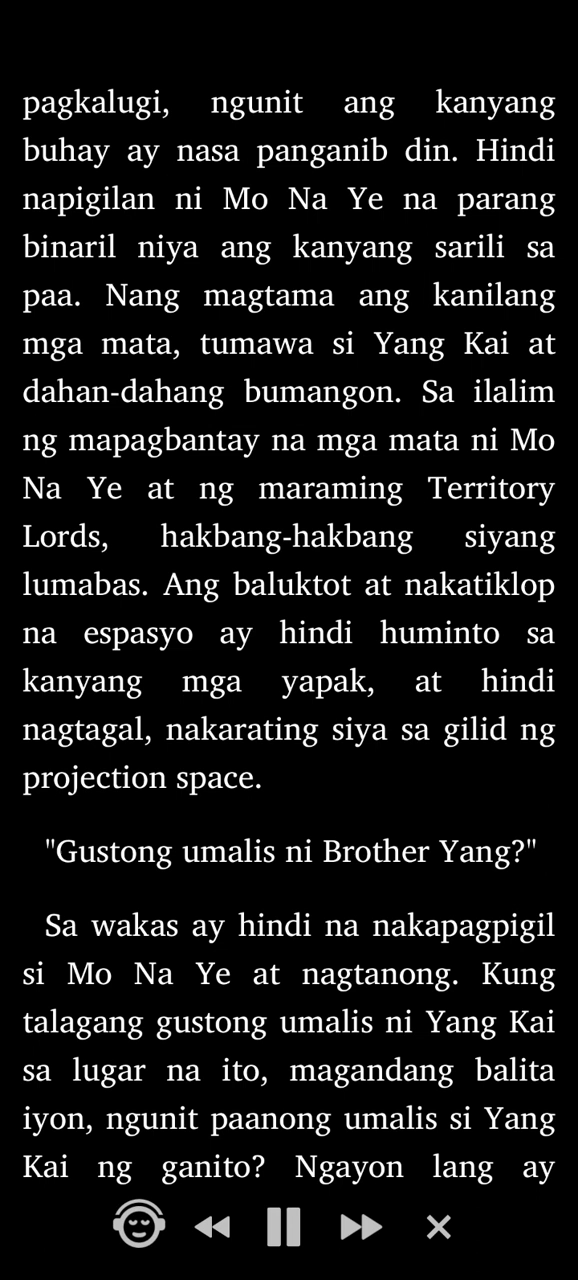 pagkalugi, ngunit ang kanyang
buhay ay nasa panganib din. Hindi
napigilan ni Mo Na Ye na parang
binaril niya ang kanyang sarili sa
paa. Nang magtama ang kanilang
mga mata, tumawa si Yang Kai at
dahan-dahang bumangon. Sa ilalim
ng mapagbantay na mga mata ni Mo
Na Ye at ng maraming Territory
Lords, hakbang-hakbang siyang
lumabas. Ang baluktot at nakatiklop
na espasyo ay hindi huminto sa
kanyang mga yapak, at hindi
nagtagal, nakarating siya sa gilid ng
projection space.
"Gustong umalis ni Brother Yang?"
Sa wakas ay hindi na nakapagpigil
si Mo Na Ye at nagtanong. Kung
talagang gustong umalis ni Yang Kai
sa lugar na ito, magandang balita
iyon, ngunit paanong umalis si Yang
Kai ng ganito? Ngayon lang ay